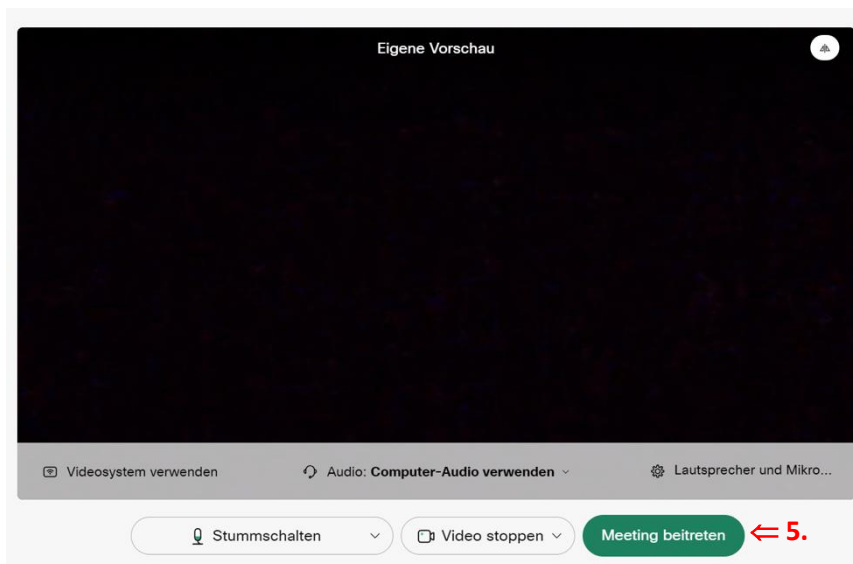 Eigene Vorschau
Videosystem verwenden Audio: Computer-Audio verwenden Lautsprecher und Mikro...
Stummschalten Video stoppen Meeting beitreten ⇐ 5.